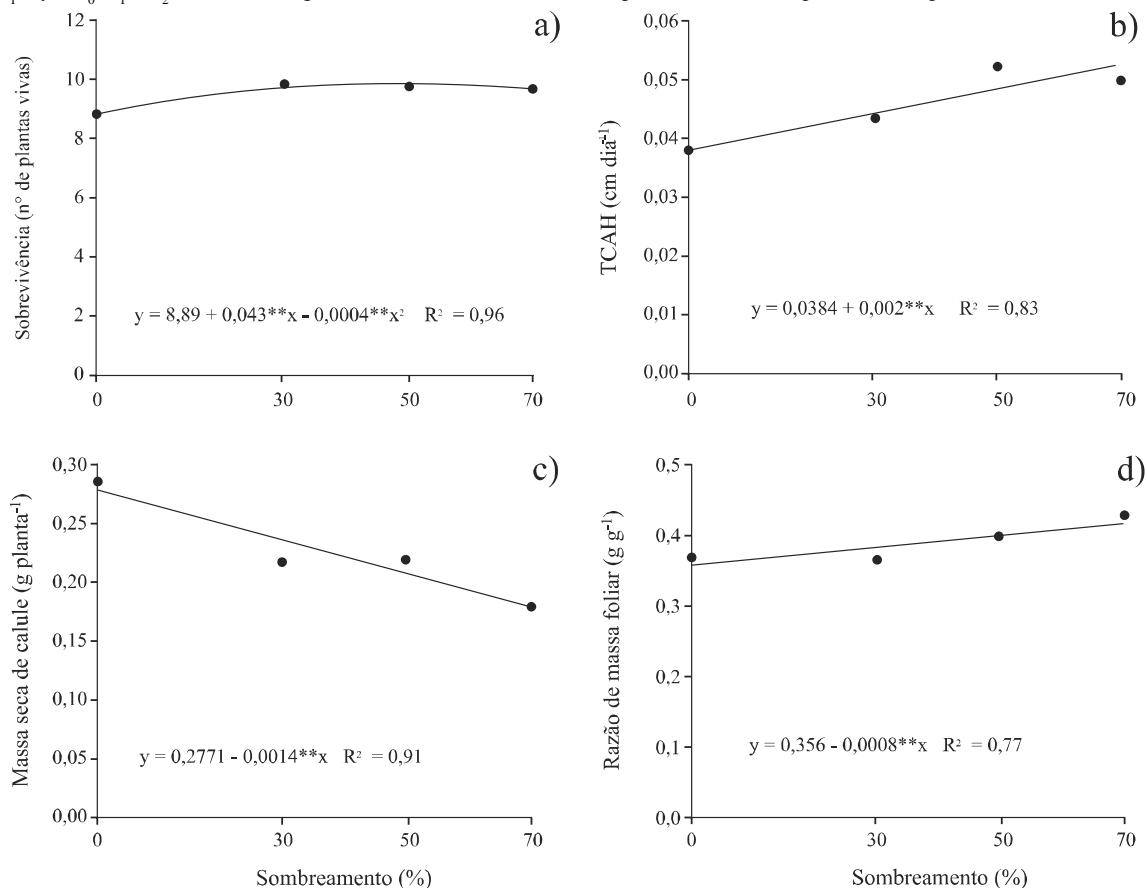 a)
12
10
8
6
4
2
0
Sobrevivência (n° de plantas vivas)
y = 8,89 + 0,043**x - 0,0004**x² R² = 0,96
0 30 50 70
b)
0,06
0,05
0,04
0,03
0,02
0,01
0,00
TCAH (cm dia⁻¹)
y = 0,0384 + 0,002**x R² = 0,83
0 30 50 70
c)
0,30
0,25
0,20
0,15
0,10
0,05
0,00
Massa seca de calule (g planta⁻¹)
y = 0,2771 - 0,0014**x R² = 0,91
0 30 50 70
Sombreamento (%)
d)
0,5
0,4
0,3
0,2
0,1
0,0
Razão de massa foliar (g g⁻¹)
y = 0,356 - 0,0008**x R² = 0,77
0 30 50 70
Sombreamento (%)